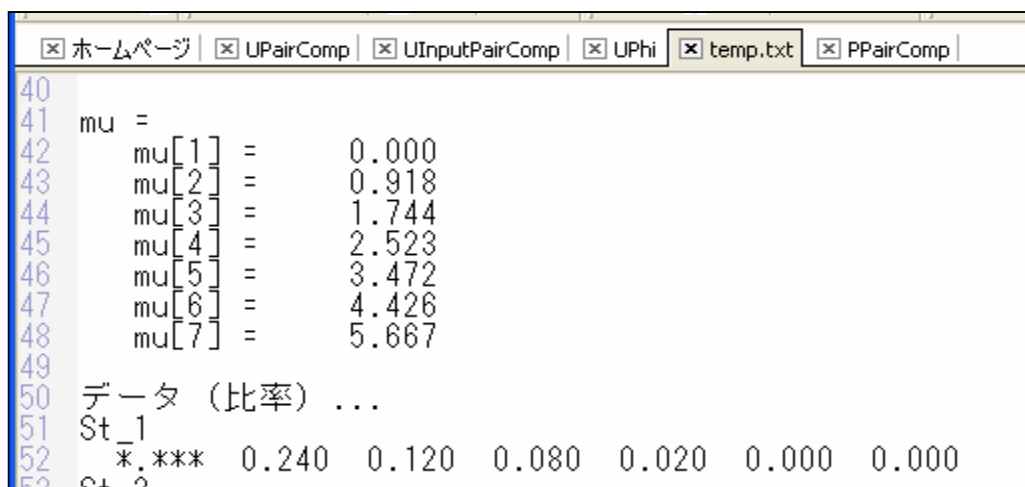 ホームページ UPairComp UInputPairComp UPhi temp.txt PPairComp
40
41 mu =
42 mu[1] = 0.000
43 mu[2] = 0.918
44 mu[3] = 1.744
45 mu[4] = 2.523
46 mu[5] = 3.472
47 mu[6] = 4.426
48 mu[7] = 5.667
49
50 データ (比率) ...
51 St_1
52 *.*** 0.240 0.120 0.080 0.020 0.000 0.000